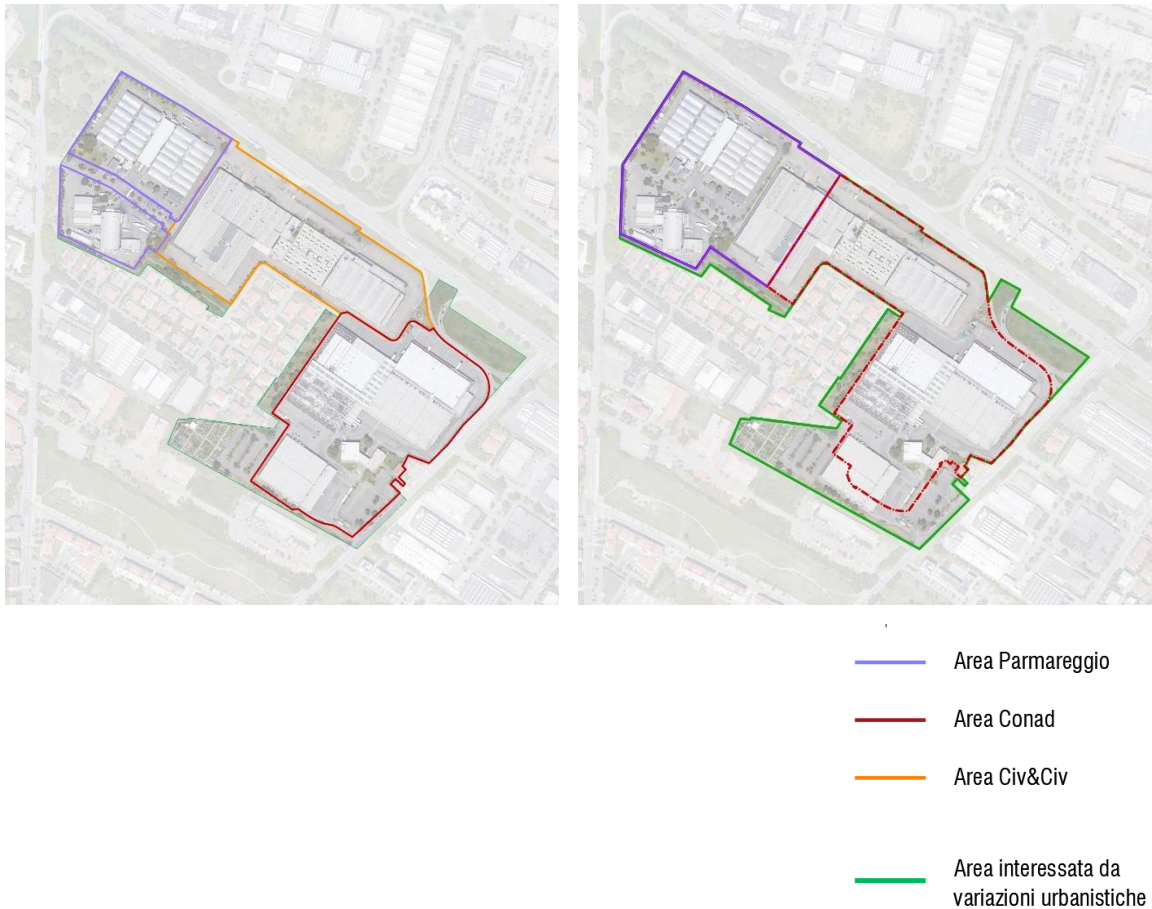 Area Parmareggio
Area Conad
Area Civ&Civ
Area interessata da
variazioni urbanistiche